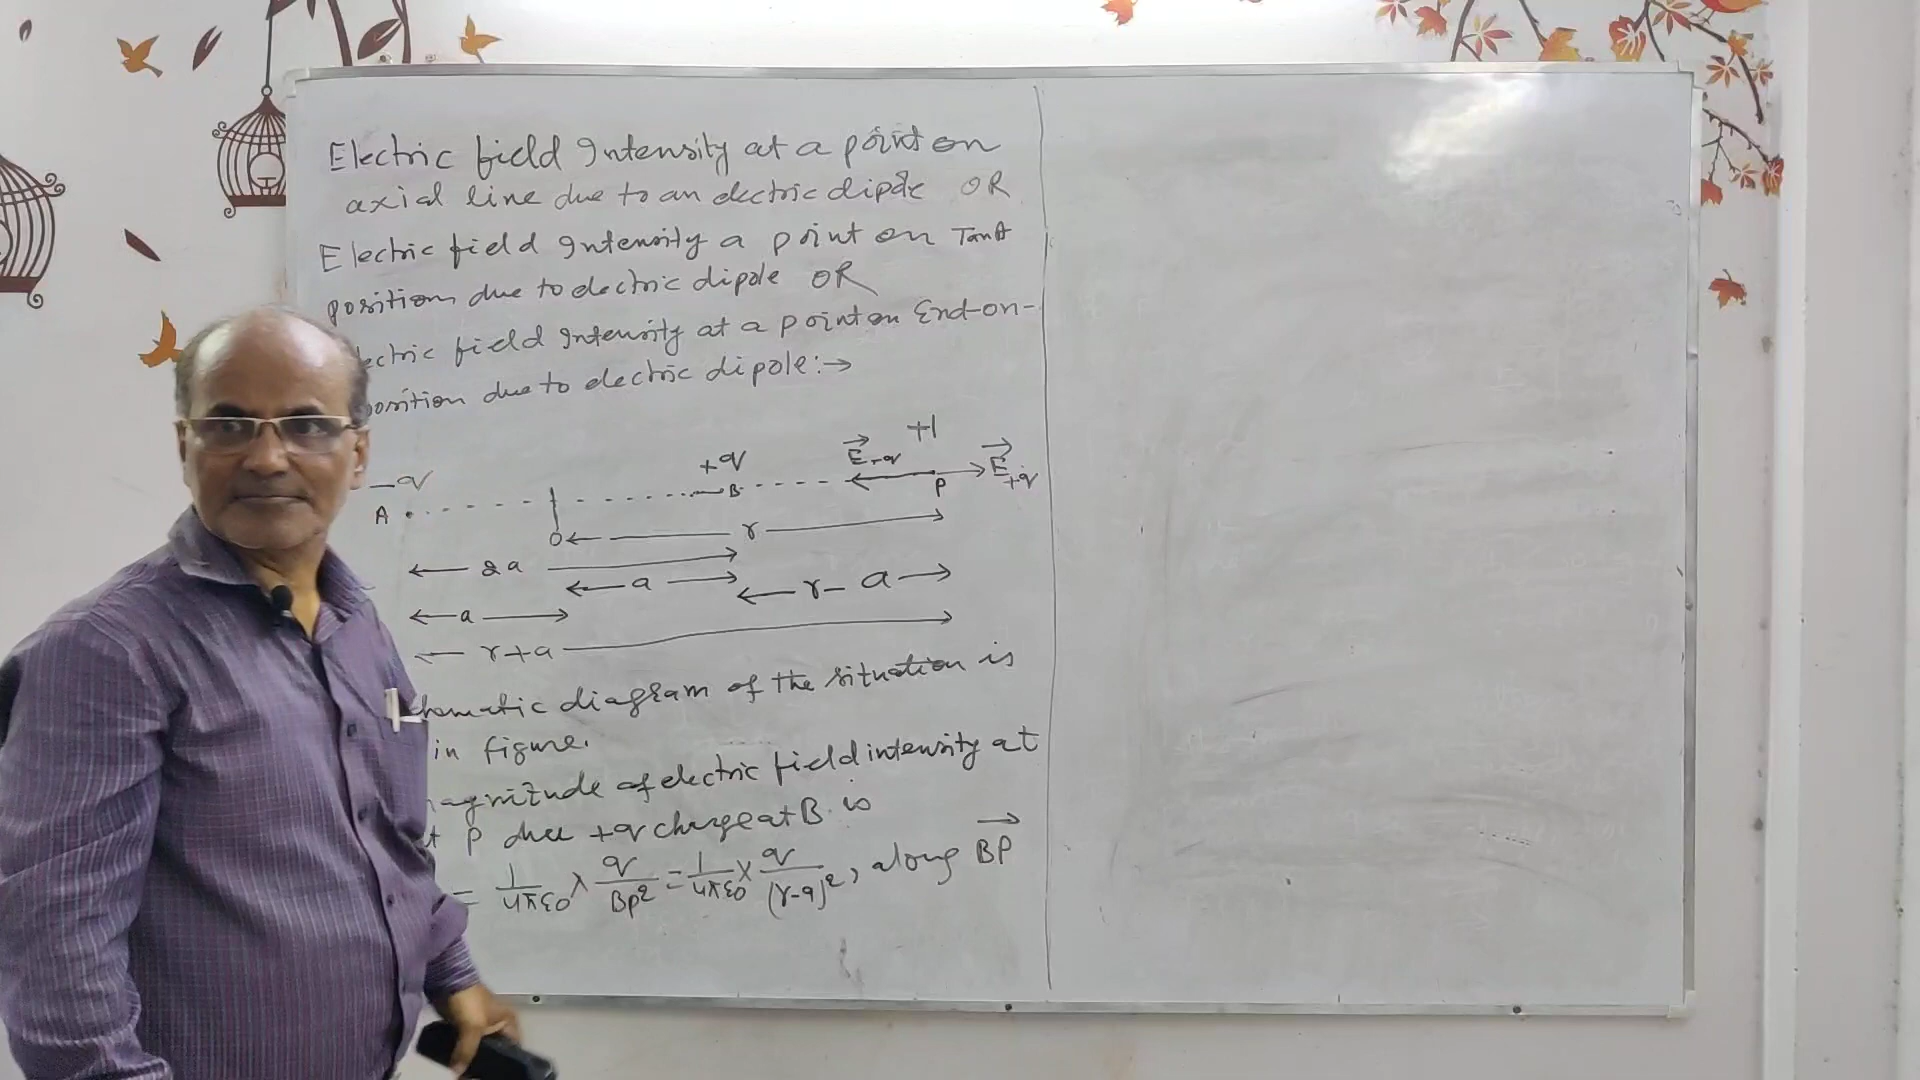 Electric field Intensity at a point on
axial line due to an electric dipole OR
Electric field Intensity a point on Tan A
position due to electric dipole OR
ectric field Intensity at a point on End-on-
position due to electric dipole:→
+1
-q
+q
E-q
E+q
A
B
P
O
r
2a
a
r-a
a
r+a
hematic diagram of the situation is
in figure.
agnitude of electric field intensity at
t P due +q charge at B is
= 1/4πε0 × q/BP² = 1/4πε0 × q/(r-a)², along BP